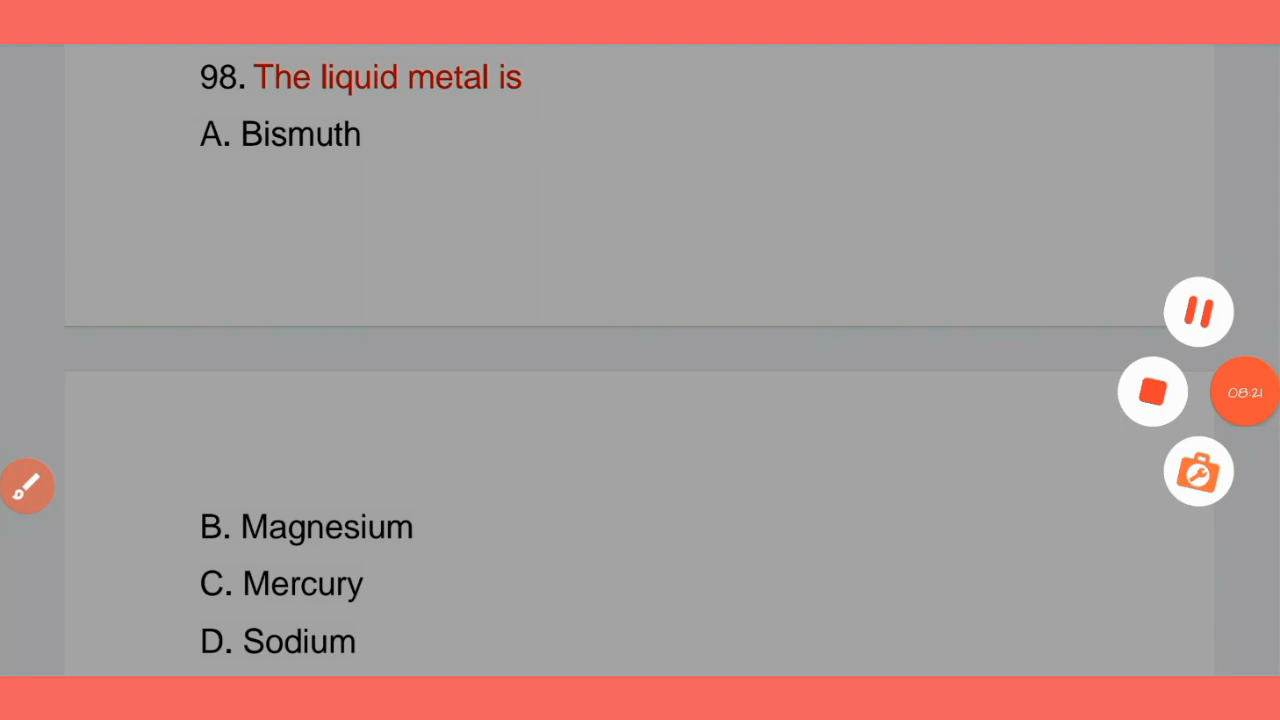 98. The liquid metal is
A. Bismuth
08:21
B. Magnesium
C. Mercury
D. Sodium